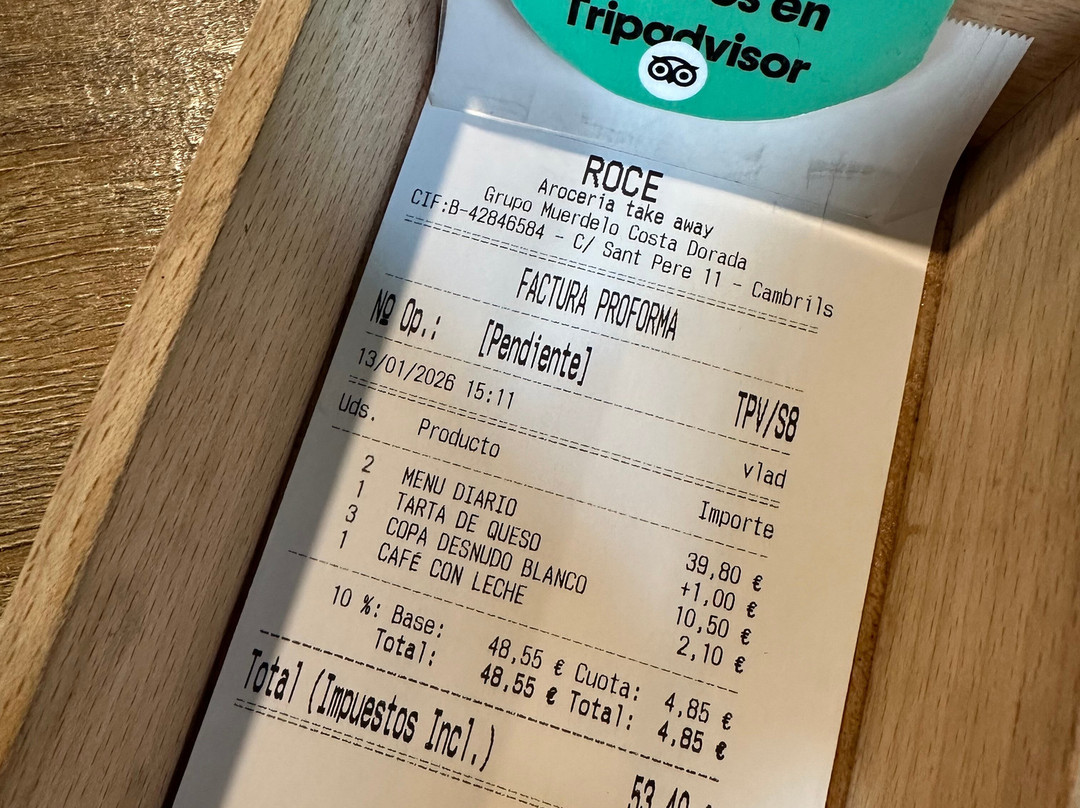 en
Tripadvisor
ROCE
Aroceria take away
Grupo Muerdelo Costa Dorada
CIF:B-42846584 - C/ Sant Pere 11 - Cambrils
FACTURA PROFORMA
Nº Op.: [Pendiente] TPV/S8
13/01/2026 15:11 vlad
Uds. Producto Importe
2 MENU DIARIO 39,80 €
1 TARTA DE QUESO +1,00 €
3 COPA DESNUDO BLANCO 10,50 €
1 CAFÉ CON LECHE 2,10 €
10 %: Base: 48,55 € Cuota: 4,85 €
Total: 48,55 € Total: 4,85 €
Total (Impuestos Incl.) 53,40